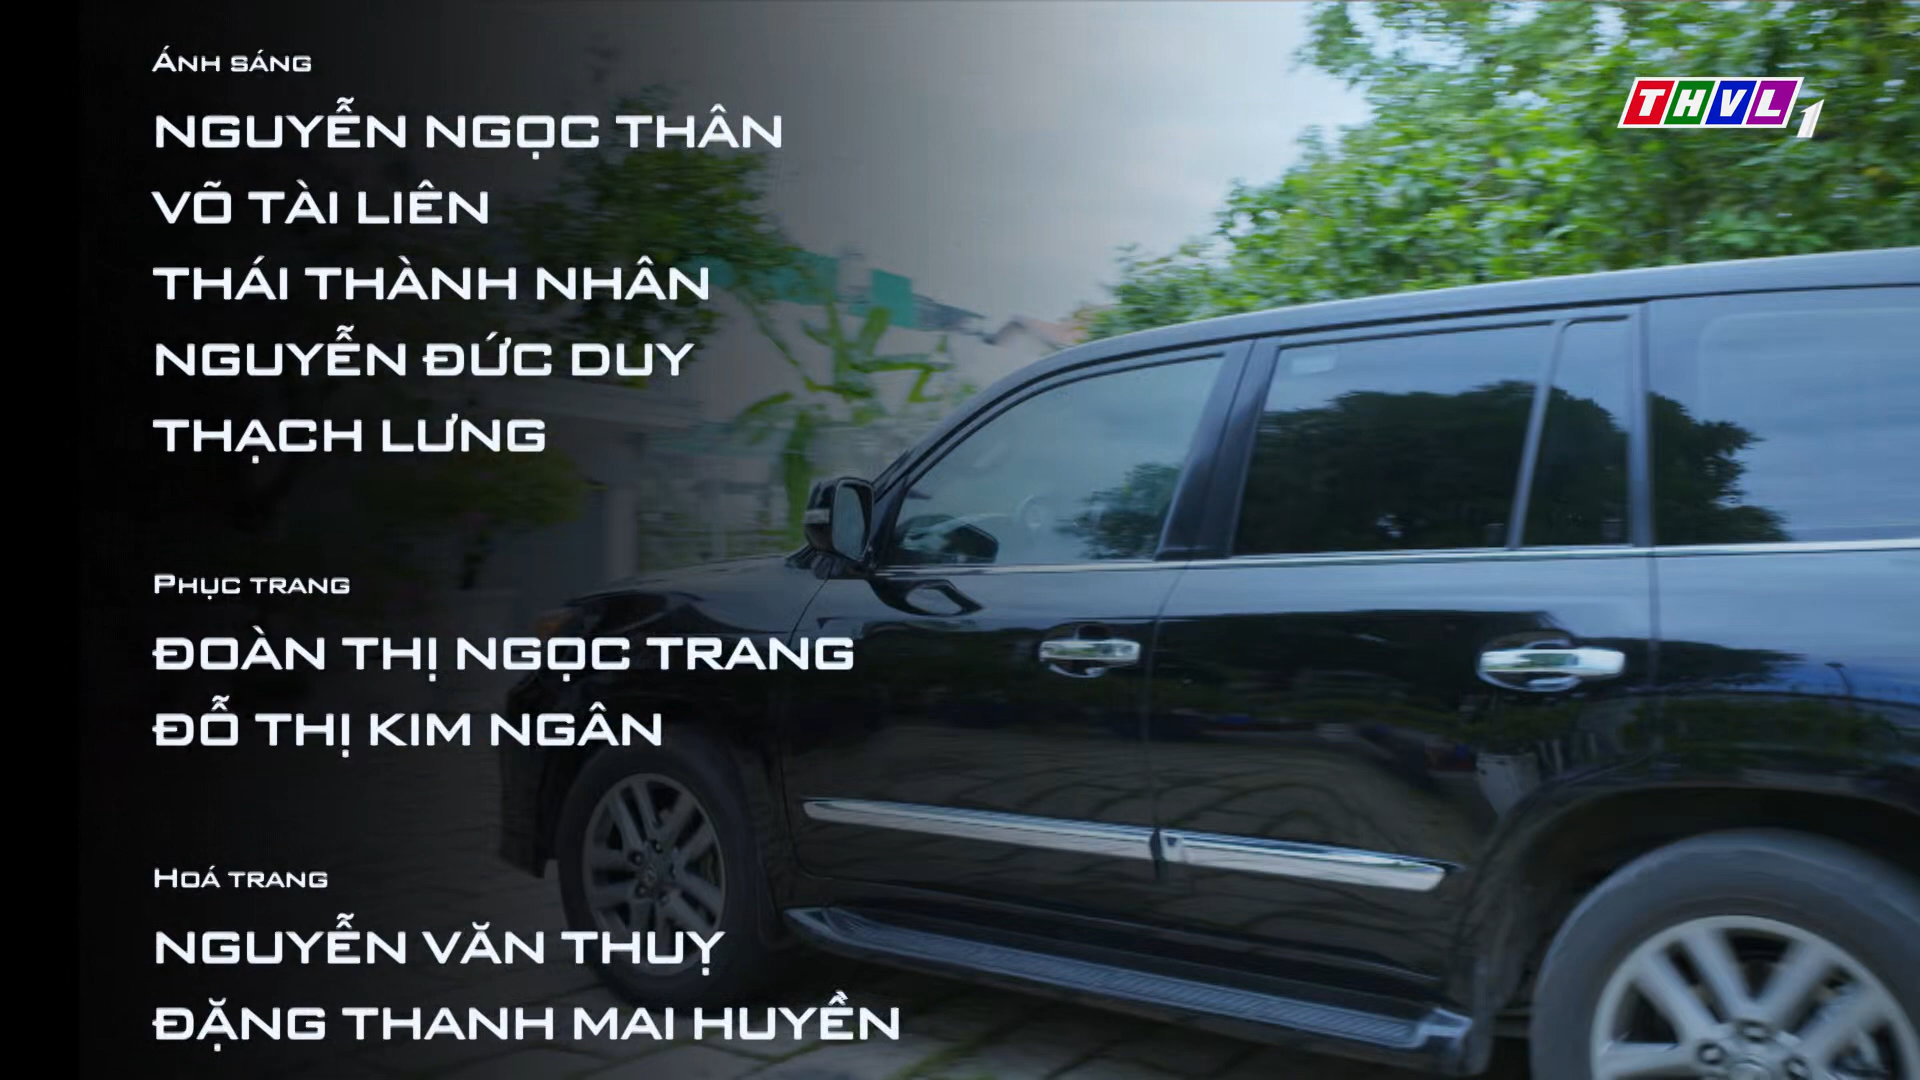 Ánh sáng
NGUYỄN NGỌC THÂN
VÕ TÀI LIÊN
THÁI THÀNH NHÂN
NGUYỄN ĐỨC DUY
THẠCH LƯNG
Phục trang
ĐOÀN THỊ NGỌC TRANG
ĐỖ THỊ KIM NGÂN
Hoá trang
NGUYỄN VĂN THUỴ
ĐẶNG THANH MAI HUYỀN
THVL1